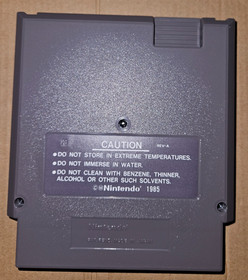 CAUTION REV-A
•DO NOT STORE IN EXTREME TEMPERATURES.
•DO NOT IMMERSE IN WATER.
•DO NOT CLEAN WITH BENZENE, THINNER,
ALCOHOL OR OTHER SUCH SOLVENTS.
©®Nintendo® 1985